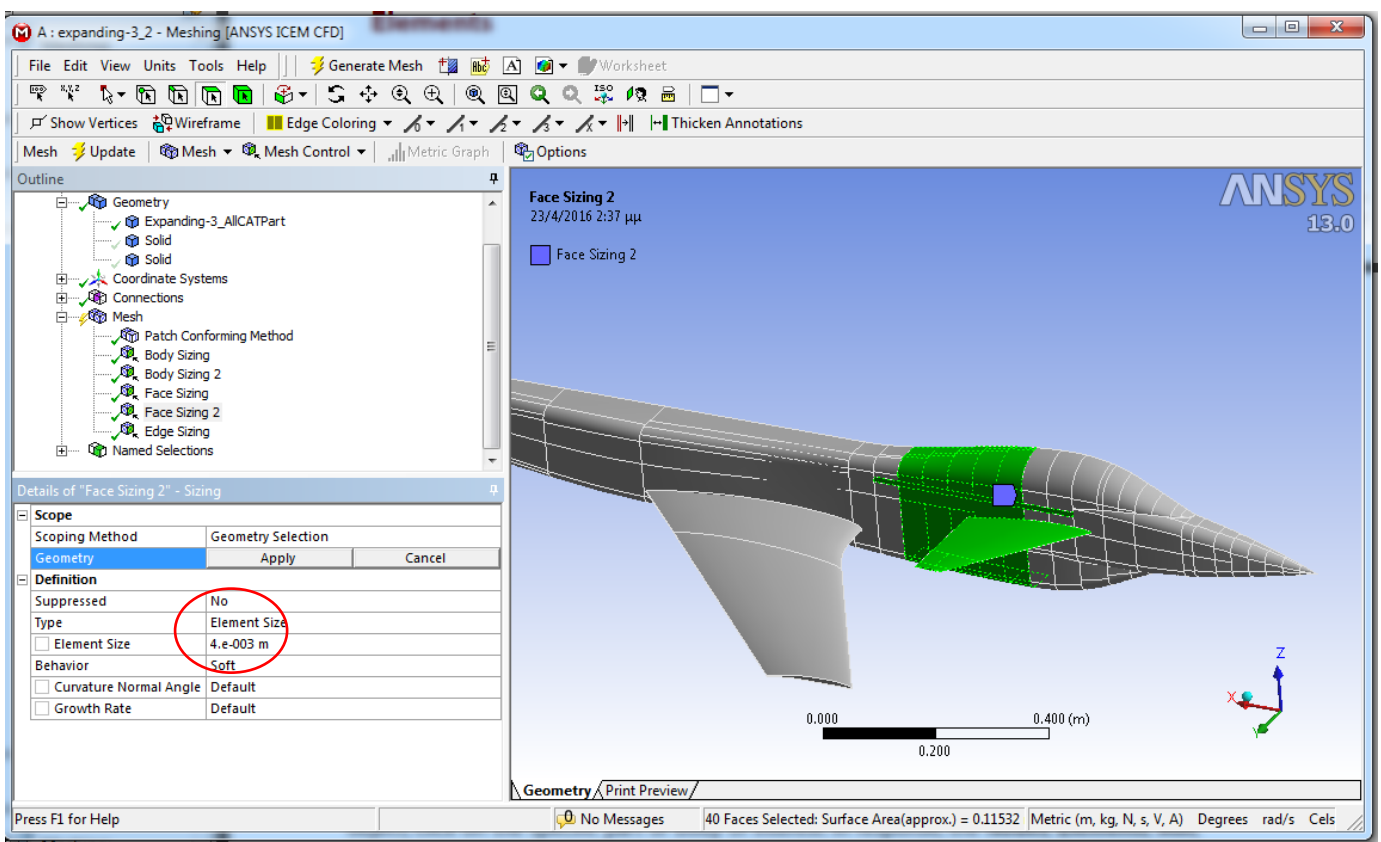 Elements
A : expanding-3_2 - Meshing [ANSYS ICEM CFD]
File Edit View Units Tools Help Generate Mesh Worksheet
Show Vertices Wireframe Edge Coloring Thicken Annotations
Mesh Update Mesh Mesh Control Metric Graph Options
Outline
Geometry
Expanding-3_AllCATPart
Solid
Solid
Coordinate Systems
Connections
Mesh
Patch Conforming Method
Body Sizing
Body Sizing 2
Face Sizing
Face Sizing 2
Edge Sizing
Named Selections
Details of "Face Sizing 2" - Sizing
Scope
Scoping Method Geometry Selection
Geometry Apply Cancel
Definition
Suppressed No
Type Element Size
Element Size 4.e-003 m
Behavior Soft
Curvature Normal Angle Default
Growth Rate Default
Face Sizing 2
23/4/2016 2:37 μμ
Face Sizing 2
ANSYS
13.0
Z
X
Y
0.000 0.400 (m)
0.200
Geometry Print Preview
Press F1 for Help 0 No Messages 40 Faces Selected: Surface Area(approx.) = 0.11532 Metric (m, kg, N, s, V, A) Degrees rad/s Cels